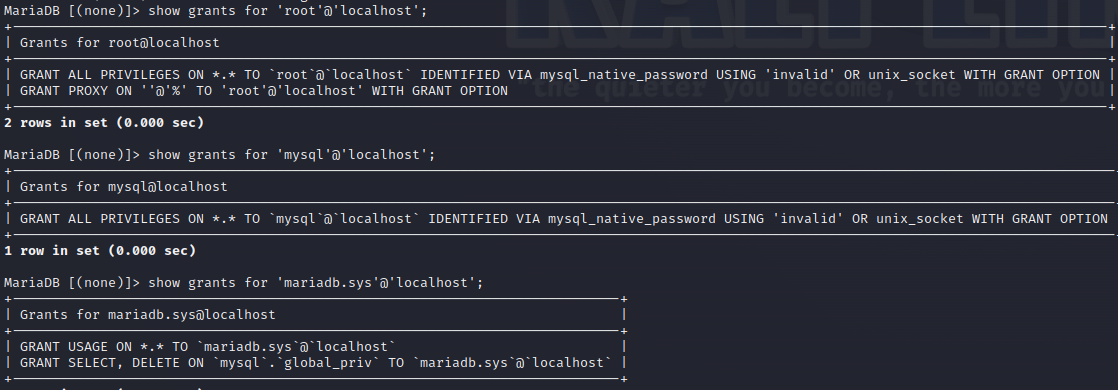 MariaDB [(none)]> show grants for 'root'@'localhost';
Grants for root@localhost
GRANT ALL PRIVILEGES ON *.* TO `root`@`localhost` IDENTIFIED VIA mysql_native_password USING 'invalid' OR unix_socket WITH GRANT OPTION
GRANT PROXY ON ''@'%' TO 'root'@'localhost' WITH GRANT OPTION
"the quieter you become, the more you
2 rows in set (0.000 sec)
MariaDB [(none)]> show grants for 'mysql'@'localhost';
Grants for mysql@localhost
GRANT ALL PRIVILEGES ON *.* TO `mysql`@`localhost` IDENTIFIED VIA mysql_native_password USING 'invalid' OR unix_socket WITH GRANT OPTION
1 row in set (0.000 sec)
MariaDB [(none)]> show grants for 'mariadb.sys'@'localhost';
Grants for mariadb.sys@localhost
GRANT USAGE ON *.* TO `mariadb.sys`@`localhost`
GRANT SELECT, DELETE ON `mysql`.`global_priv` TO `mariadb.sys`@`localhost`